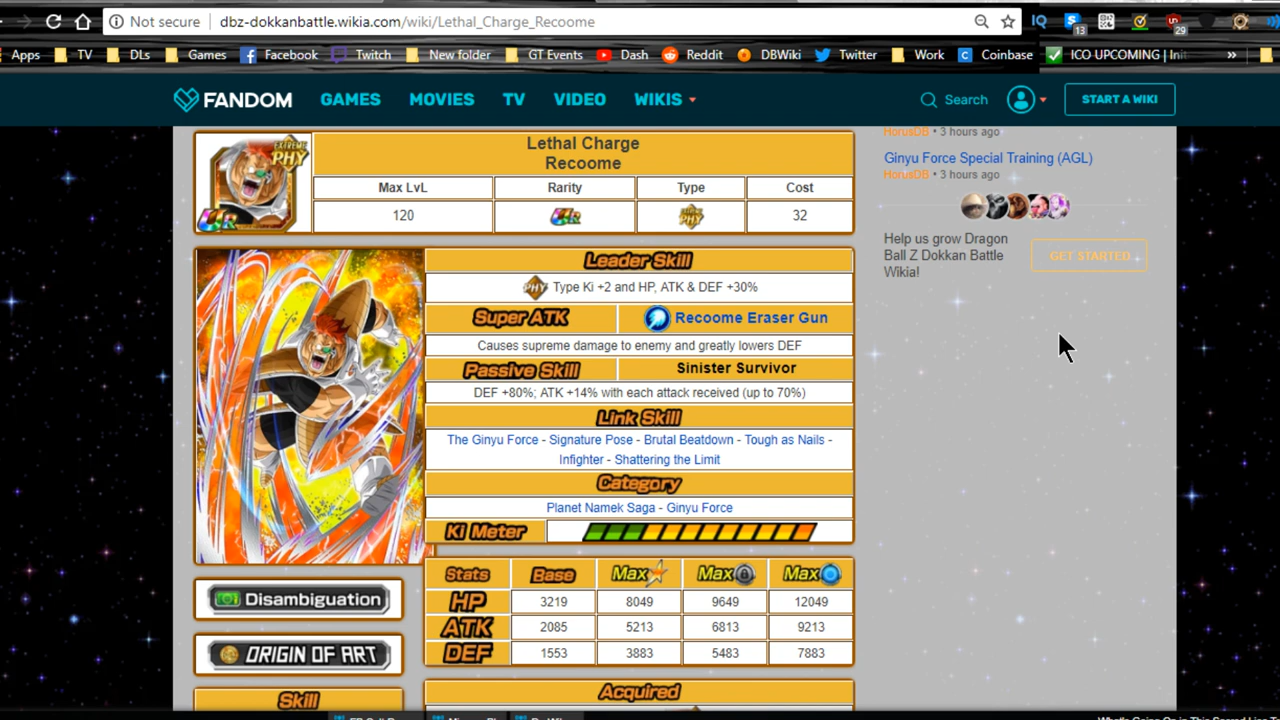 Not secure | dbz-dokkanbattle.wikia.com/wiki/Lethal_Charge_Recoome
13
29
Apps TV DLs Games Facebook Twitch New folder GT Events Dash Reddit DBWiki Twitter Work Coinbase ICO UPCOMING | Init »
FANDOM GAMES MOVIES TV VIDEO WIKIS Search START A WIKI
HorusDB • 3 hours ago
Ginyu Force Special Training (AGL)
HorusDB • 3 hours ago
Help us grow Dragon
Ball Z Dokkan Battle
Wikia!
GET STARTED
EXTREME
PHY
UR
Lethal Charge
Recoome
Max LvL Rarity Type Cost
120 UR PHY 32
Leader Skill
PHY Type Ki +2 and HP, ATK & DEF +30%
Super ATK Recoome Eraser Gun
Causes supreme damage to enemy and greatly lowers DEF
Passive Skill Sinister Survivor
DEF +80%; ATK +14% with each attack received (up to 70%)
Link Skill
The Ginyu Force - Signature Pose - Brutal Beatdown - Tough as Nails -
Infighter - Shattering the Limit
Category
Planet Namek Saga - Ginyu Force
Ki Meter
Stats Base Max Max Max
HP 3219 8049 9649 12049
ATK 2085 5213 6813 9213
DEF 1553 3883 5483 7883
Disambiguation
ORIGIN OF ART
Skill
Acquired